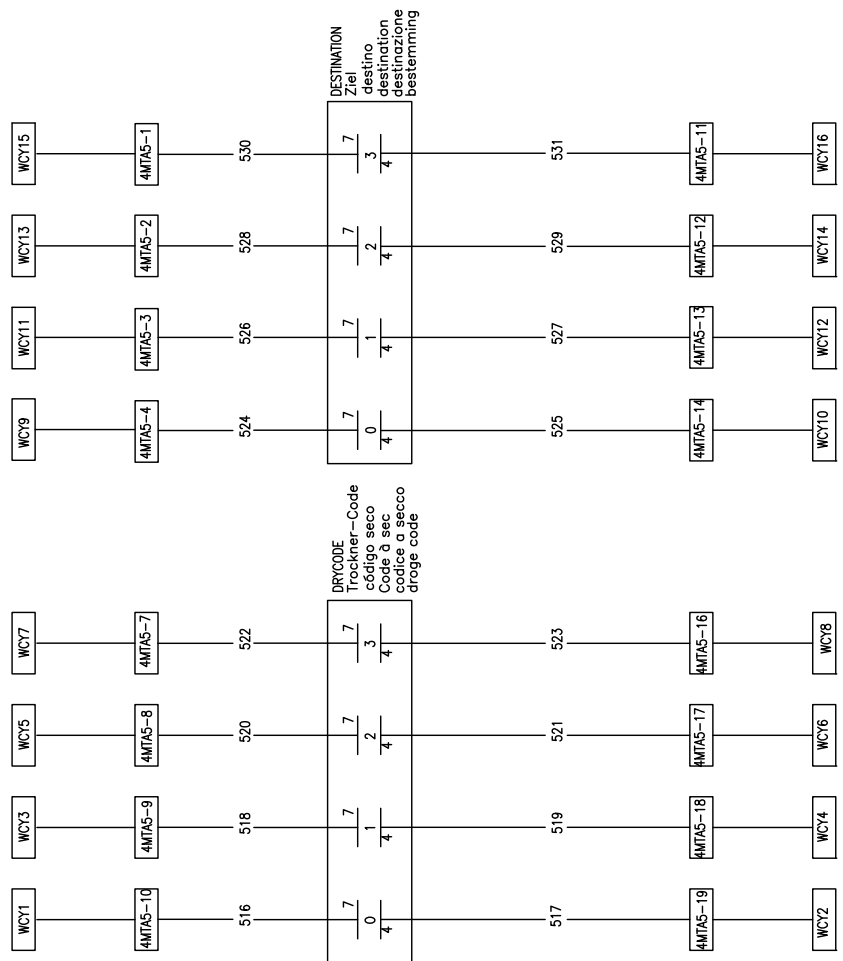 WCY15
4MTA5-1
530
7
3
4
531
4MTA5-11
WCY16
WCY13
4MTA5-2
528
7
2
4
529
4MTA5-12
WCY14
WCY11
4MTA5-3
526
7
1
4
527
4MTA5-13
WCY12
WCY9
4MTA5-4
524
7
0
4
525
4MTA5-14
WCY10
DESTINATION
Ziel
destino
destination
destinazione
bestemming
WCY7
4MTA5-7
522
7
3
4
523
4MTA5-16
WCY8
WCY5
4MTA5-8
520
7
2
4
521
4MTA5-17
WCY6
WCY3
4MTA5-9
518
7
1
4
519
4MTA5-18
WCY4
WCY1
4MTA5-10
516
7
0
4
517
4MTA5-19
WCY2
DRYCODE
Trockner-Code
código seco
Code à sec
codice a secco
droge code